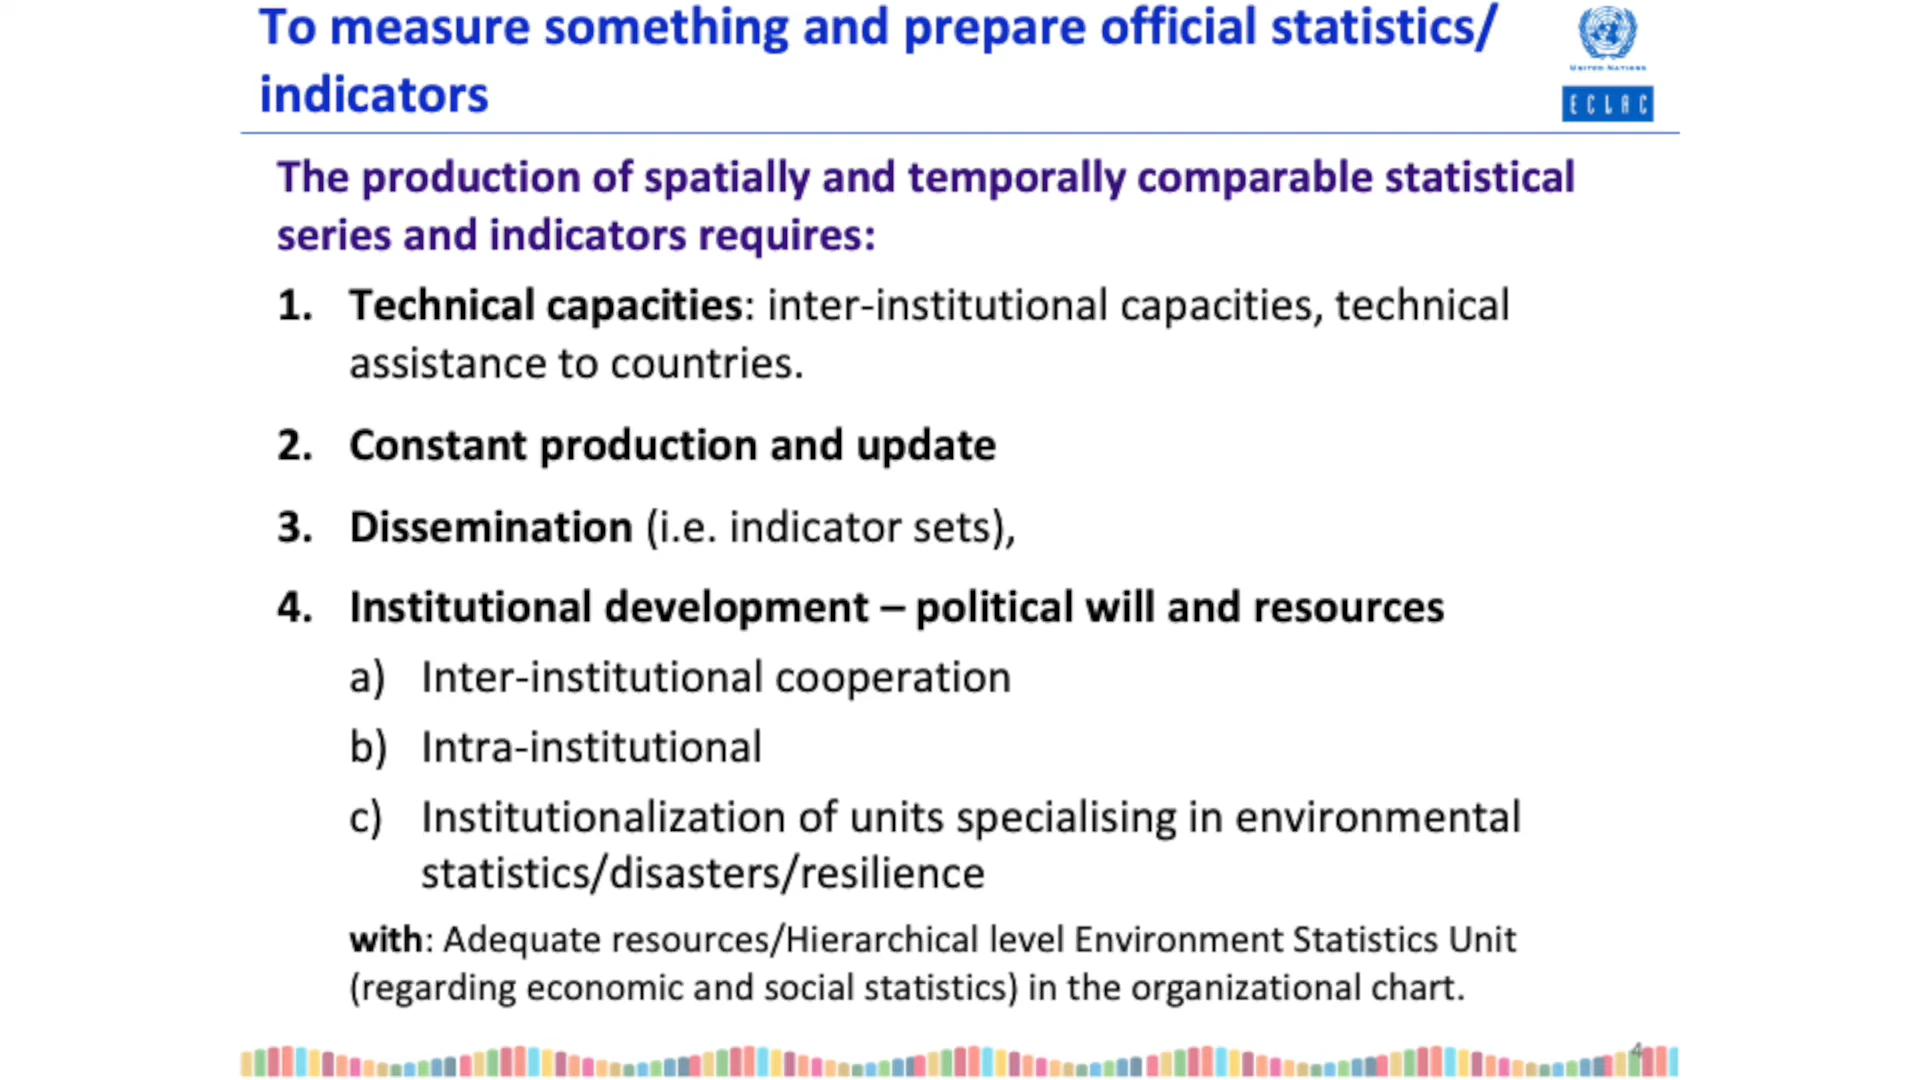 To measure something and prepare official statistics/
indicators
UNITED NATIONS
ECLAC
The production of spatially and temporally comparable statistical
series and indicators requires:
1. Technical capacities: inter-institutional capacities, technical
assistance to countries.
2. Constant production and update
3. Dissemination (i.e. indicator sets),
4. Institutional development – political will and resources
a) Inter-institutional cooperation
b) Intra-institutional
c) Institutionalization of units specialising in environmental
statistics/disasters/resilience
with: Adequate resources/Hierarchical level Environment Statistics Unit
(regarding economic and social statistics) in the organizational chart.
4